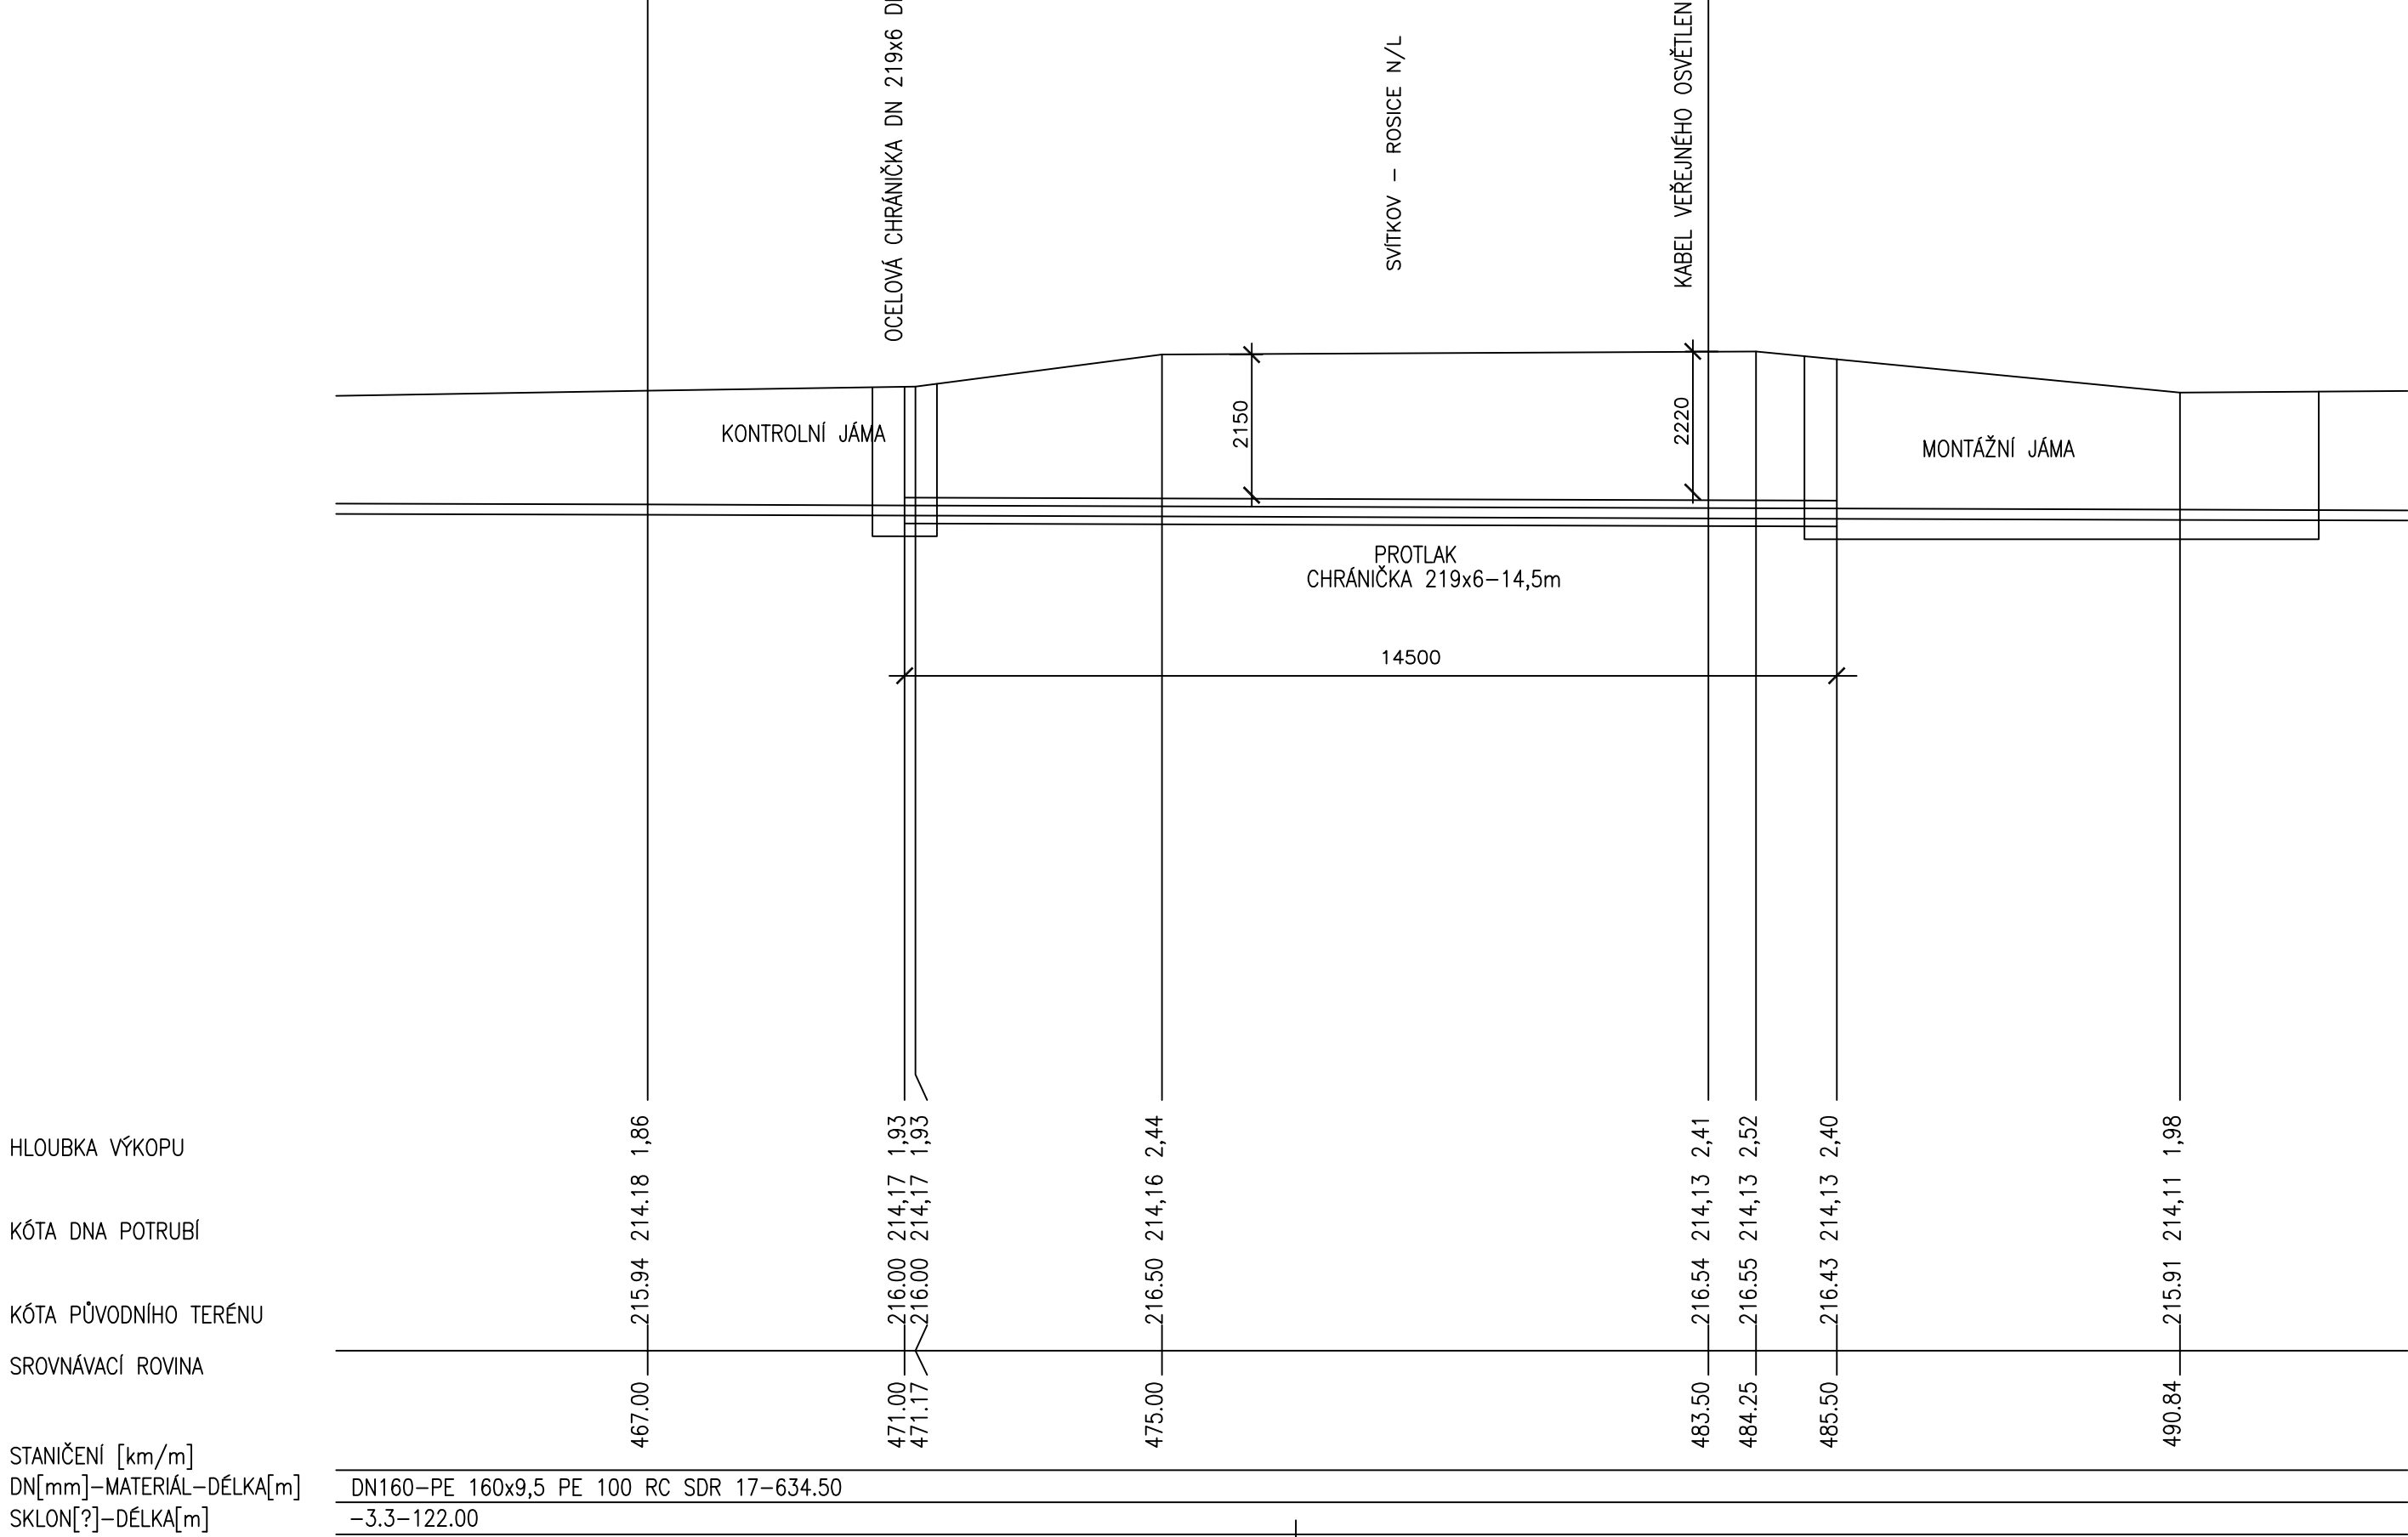 OCELOVÁ CHRÁNIČKA DN 219x6
SVÍTKOV - ROSICE N/L
KABEL VEŘEJNÉHO
KONTROLNÍ JÁMA
2150
2220
MONTÁŽNÍ JÁMA
PROTLAK
CHRÁNIČKA 219x6-14,5m
14500
HLOUBKA VÝKOPU
1,86
1,93
1,93
2,44
2,41
2,52
2,40
1,98
KÓTA DNA POTRUBÍ
214.18
214,17
214,17
214,16
214,13
214,13
214,13
214,11
KÓTA PŮVODNÍHO TERÉNU
215.94
216.00
216.00
216.50
216.54
216.55
216.43
215.91
SROVNÁVACÍ ROVINA
467.00
471.00
471.17
475.00
483.50
484.25
485.50
490.84
STANIČENÍ [km/m]
DN[mm]-MATERIÁL-DÉLKA[m]
DN160-PE 160x9,5 PE 100 RC SDR 17-634.50
SKLON[?]-DÉLKA[m]
-3.3-122.00